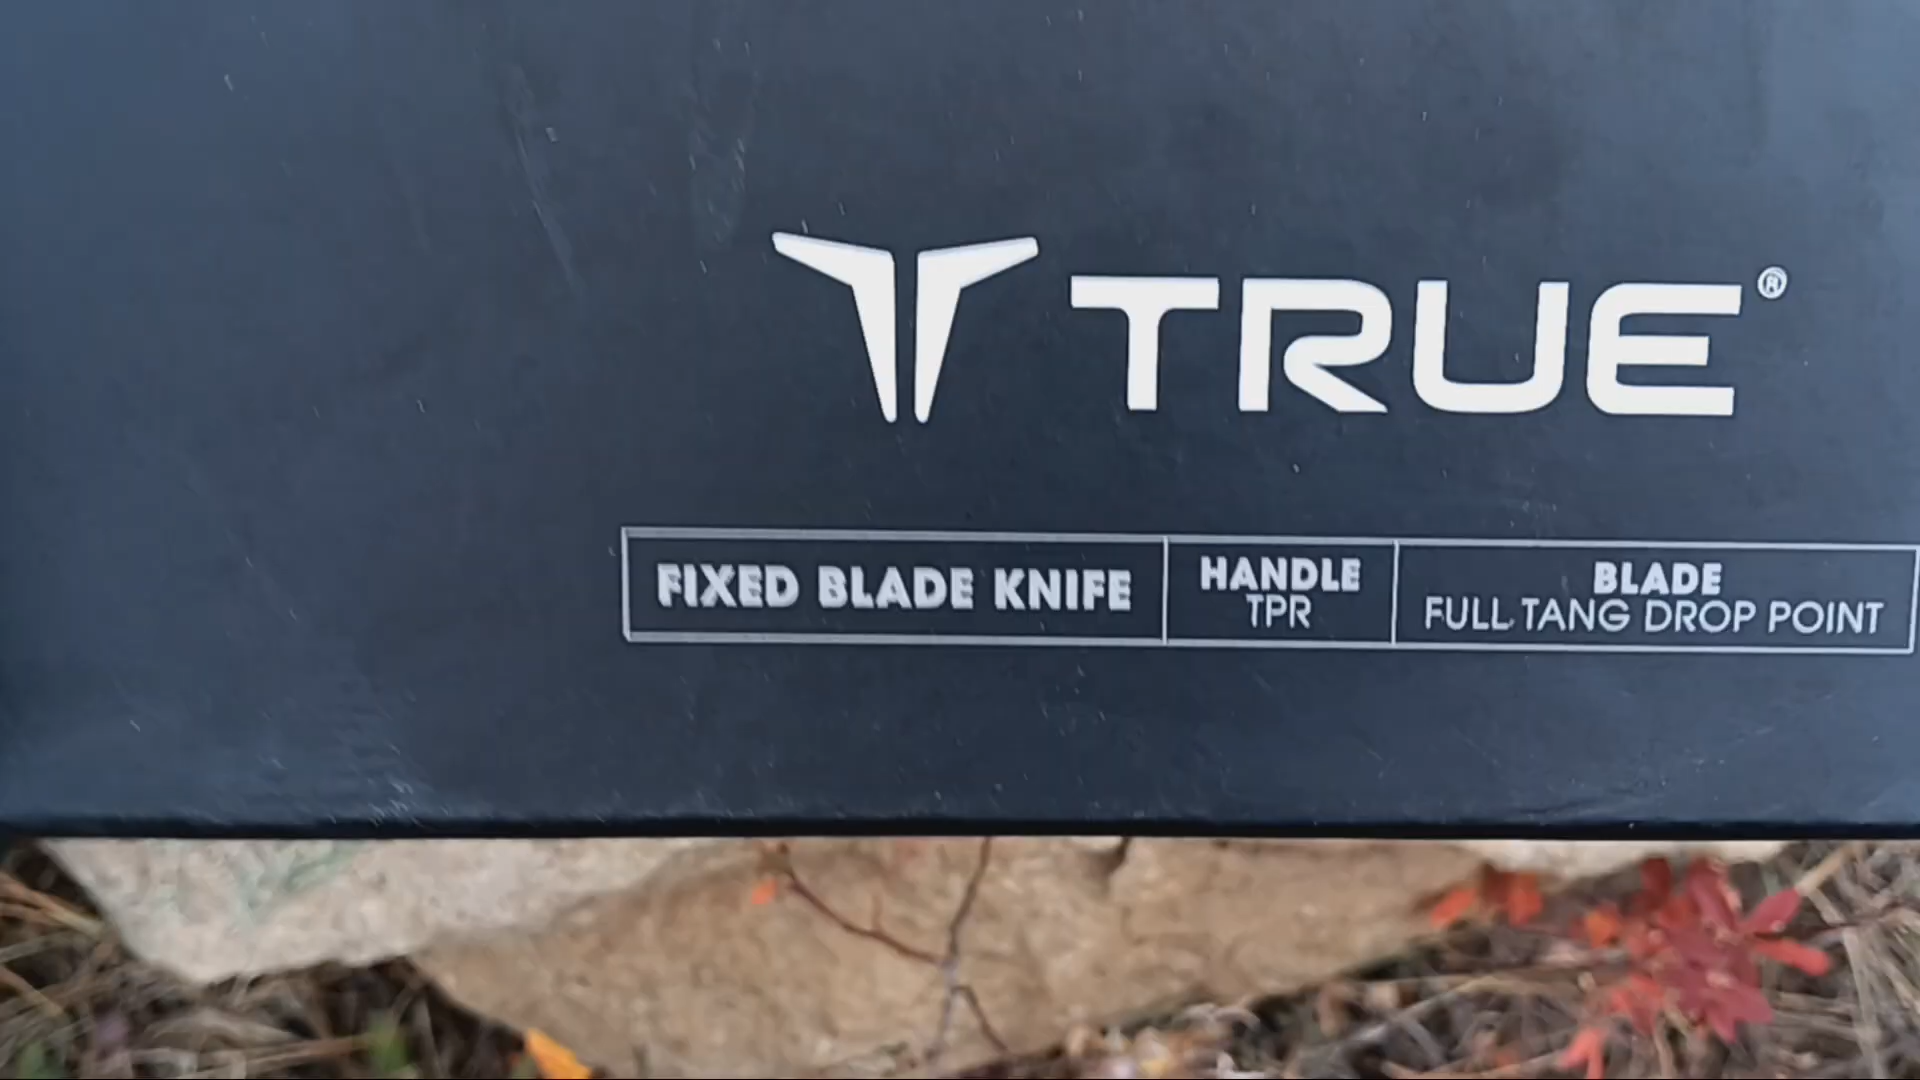 TRUE®
FIXED BLADE KNIFE
HANDLE
TPR
BLADE
FULL TANG DROP POINT